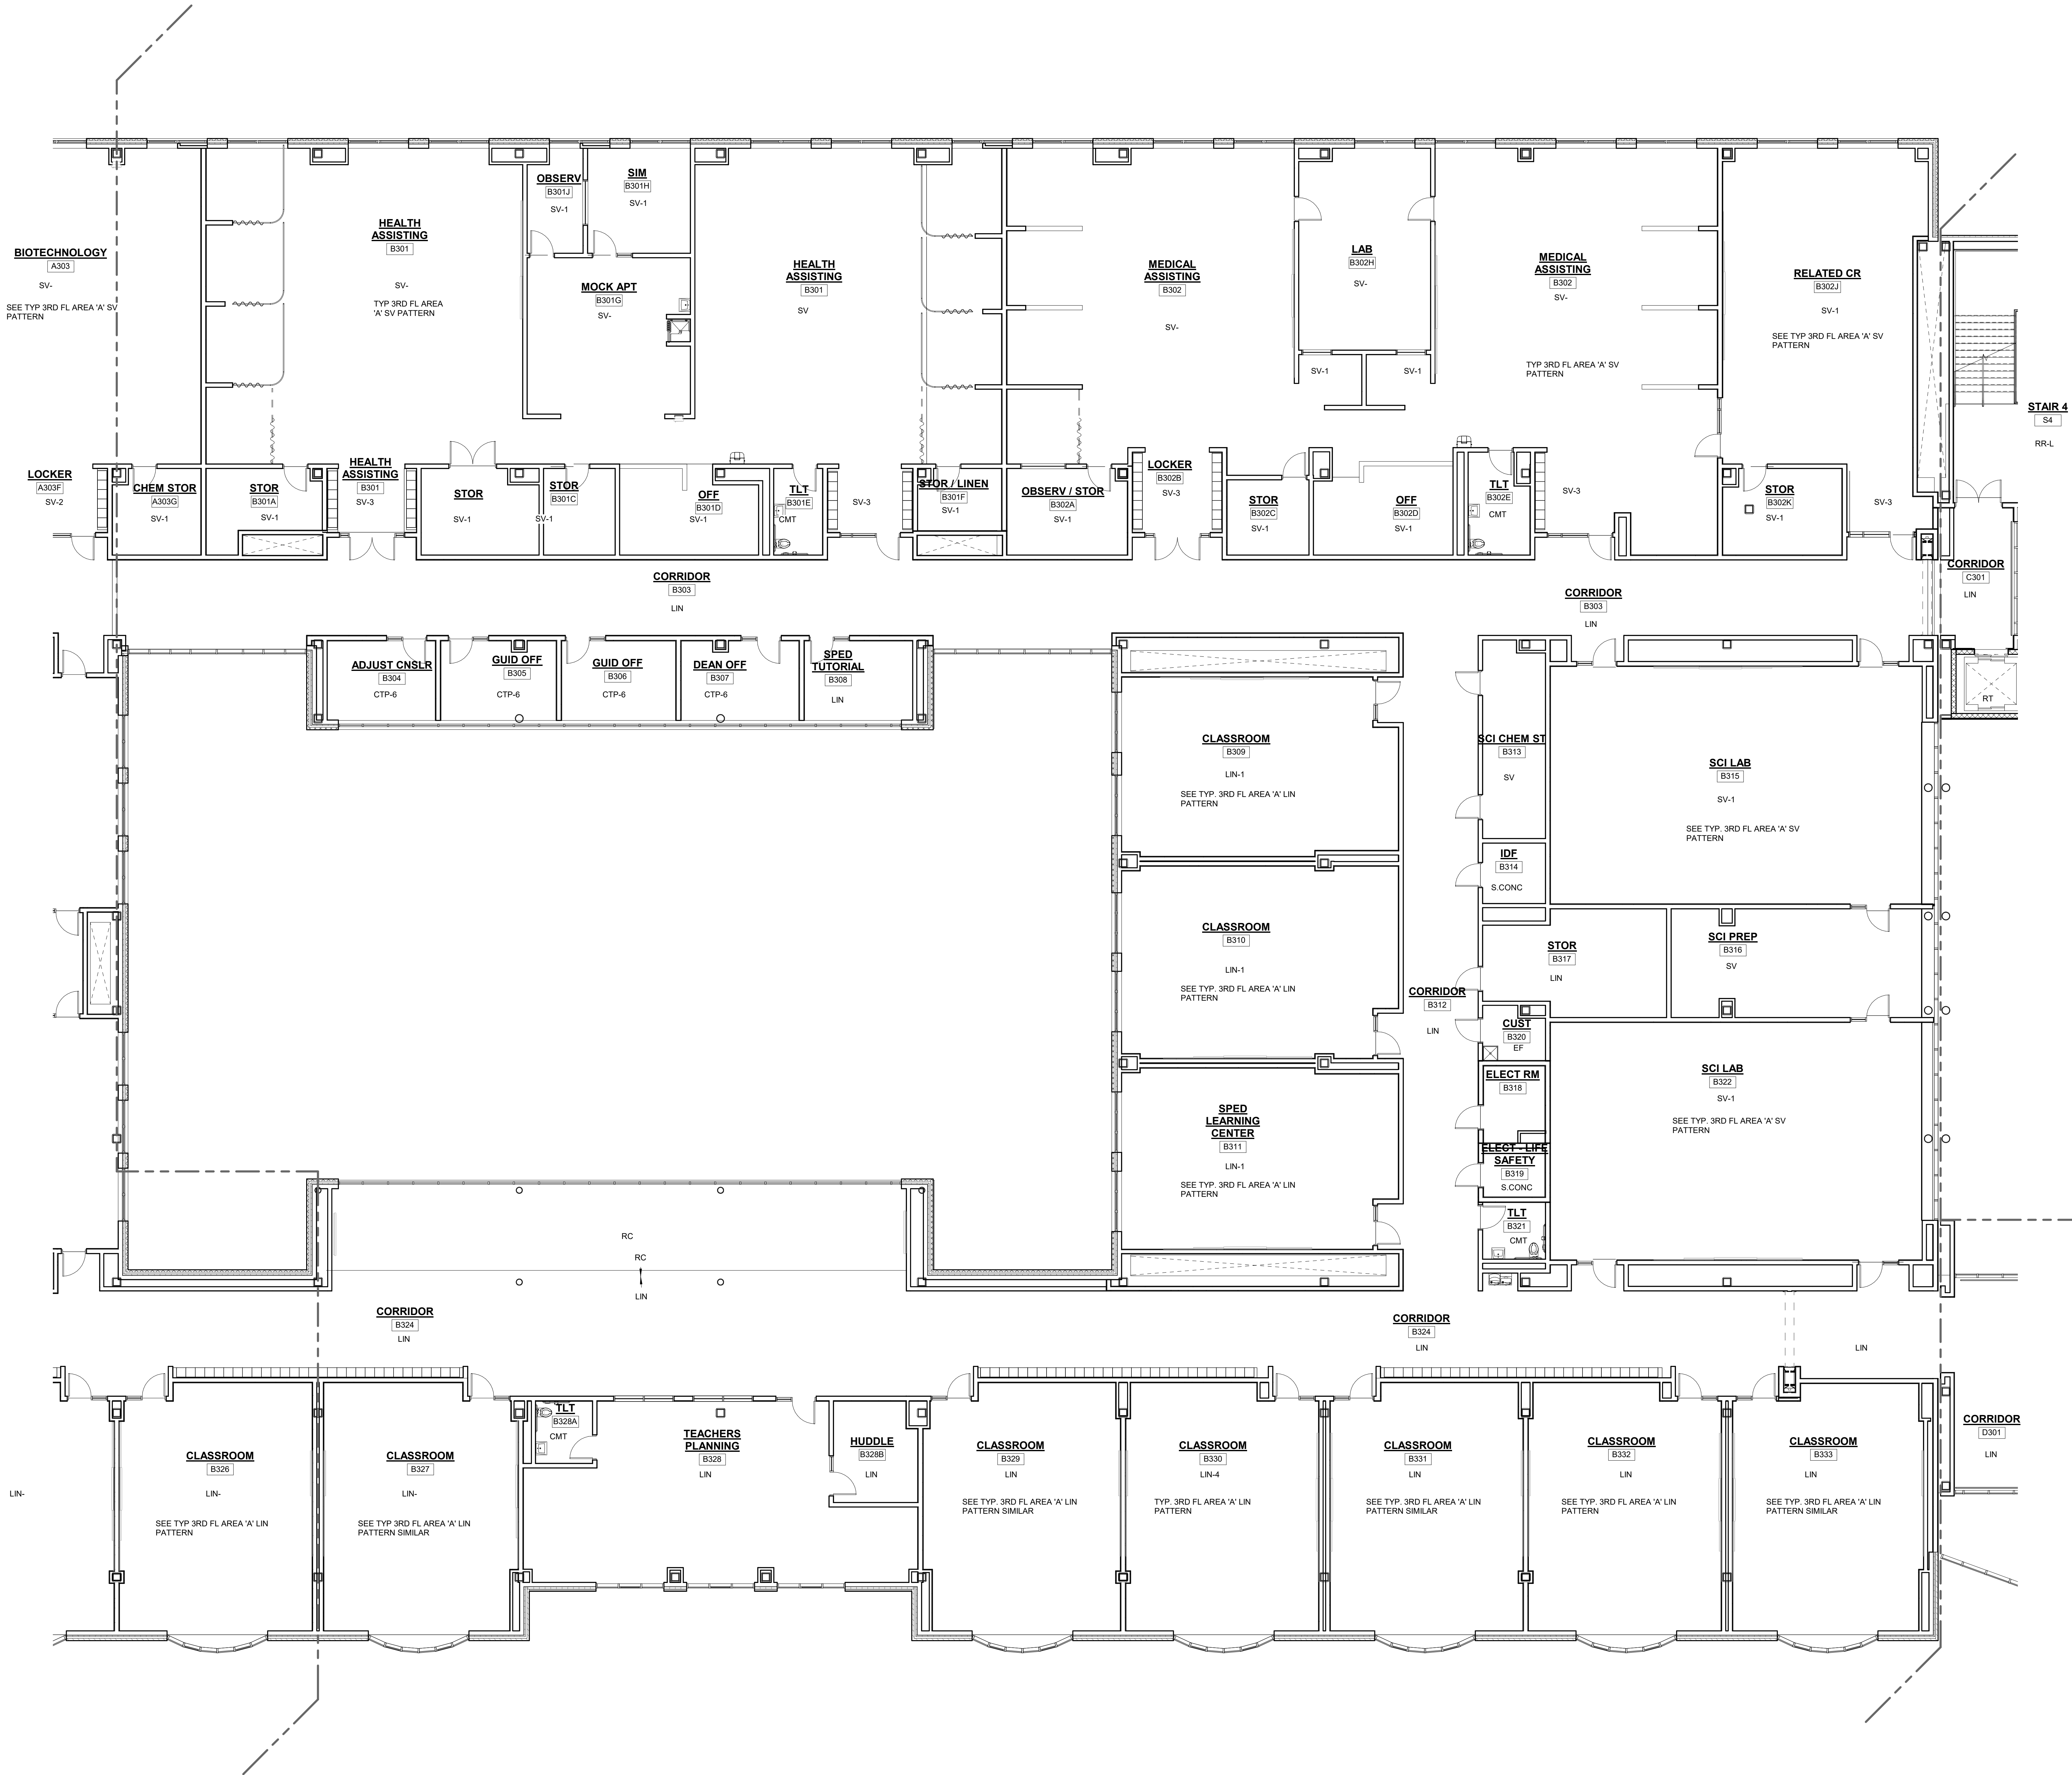 BIOTECHNOLOGY
A303
SV-
SEE TYP 3RD FL AREA 'A' SV
PATTERN
HEALTH
ASSISTING
B301
SV-
TYP 3RD FL AREA
'A' SV PATTERN
OBSERV
B301J
SV-1
SIM
B301H
SV-1
MOCK APT
B301G
SV-
HEALTH
ASSISTING
B301
SV
MEDICAL
ASSISTING
B302
SV-
LAB
B302H
SV-
SV-1
SV-1
MEDICAL
ASSISTING
B302
SV-
TYP 3RD FL AREA 'A' SV
PATTERN
RELATED CR
B302J
SV-1
SEE TYP 3RD FL AREA 'A' SV
PATTERN
STAIR 4
S4
RR-L
LOCKER
A303F
SV-2
CHEM STOR
A303G
SV-1
STOR
B301A
SV-1
HEALTH
ASSISTING
B301
SV-3
STOR
SV-1
STOR
B301C
SV-1
OFF
B301D
SV-1
TLT
B301E
CMT
SV-3
STOR / LINEN
B301F
SV-1
OBSERV / STOR
B302A
SV-1
LOCKER
B302B
SV-3
STOR
B302C
SV-1
OFF
B302D
SV-1
TLT
B302E
CMT
SV-3
STOR
B302K
SV-1
SV-3
CORRIDOR
B303
LIN
CORRIDOR
B303
LIN
CORRIDOR
C301
LIN
ADJUST CNSLR
B304
CTP-6
GUID OFF
B305
CTP-6
GUID OFF
B306
CTP-6
DEAN OFF
B307
CTP-6
SPED
TUTORIAL
B308
LIN
RT
CLASSROOM
B309
LIN-1
SEE TYP. 3RD FL AREA 'A' LIN
PATTERN
SCI CHEM ST
B313
SV
SCI LAB
B315
SV-1
SEE TYP. 3RD FL AREA 'A' SV
PATTERN
IDF
B314
S.CONC
CLASSROOM
B310
LIN-1
SEE TYP. 3RD FL AREA 'A' LIN
PATTERN
STOR
B317
LIN
SCI PREP
B316
SV
CORRIDOR
B312
LIN
CUST
B320
EF
ELECT RM
B318
SCI LAB
B322
SV-1
SEE TYP. 3RD FL AREA 'A' SV
PATTERN
SPED
LEARNING
CENTER
B311
LIN-1
SEE TYP. 3RD FL AREA 'A' LIN
PATTERN
ELECT - LIFE
SAFETY
B319
S.CONC
TLT
B321
CMT
RC
RC
LIN
CORRIDOR
B324
LIN
CORRIDOR
B324
LIN
LIN
LIN-
CLASSROOM
B326
LIN-
SEE TYP 3RD FL AREA 'A' LIN
PATTERN
CLASSROOM
B327
LIN-
SEE TYP 3RD FL AREA 'A' LIN
PATTERN SIMILAR
TLT
B328A
CMT
TEACHERS
PLANNING
B328
LIN
HUDDLE
B328B
LIN
CLASSROOM
B329
LIN
SEE TYP. 3RD FL AREA 'A' LIN
PATTERN SIMILAR
CLASSROOM
B330
LIN-4
TYP. 3RD FL AREA 'A' LIN
PATTERN
CLASSROOM
B331
LIN
SEE TYP. 3RD FL AREA 'A' LIN
PATTERN SIMILAR
CLASSROOM
B332
LIN
SEE TYP. 3RD FL AREA 'A' LIN
PATTERN
CLASSROOM
B333
LIN
SEE TYP. 3RD FL AREA 'A' LIN
PATTERN SIMILAR
CORRIDOR
D301
LIN